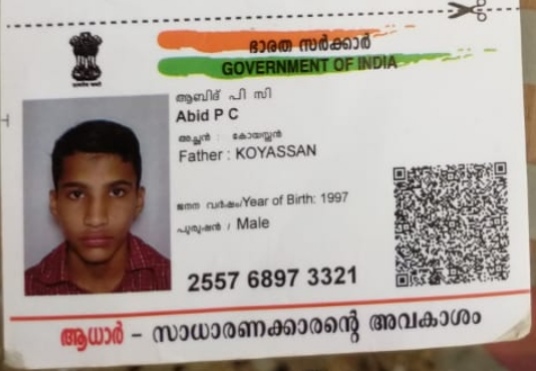 ഭാരത സർക്കാർ
GOVERNMENT OF INDIA
ആബിദ് പി സി
Abid P C
അച്ഛൻ : കോയസ്സൻ
Father : KOYASSAN
ജനന വർഷം/Year of Birth: 1997
പുരുഷൻ / Male
2557 6897 3321
ആധാർ – സാധാരണക്കാരന്റെ അവകാശം